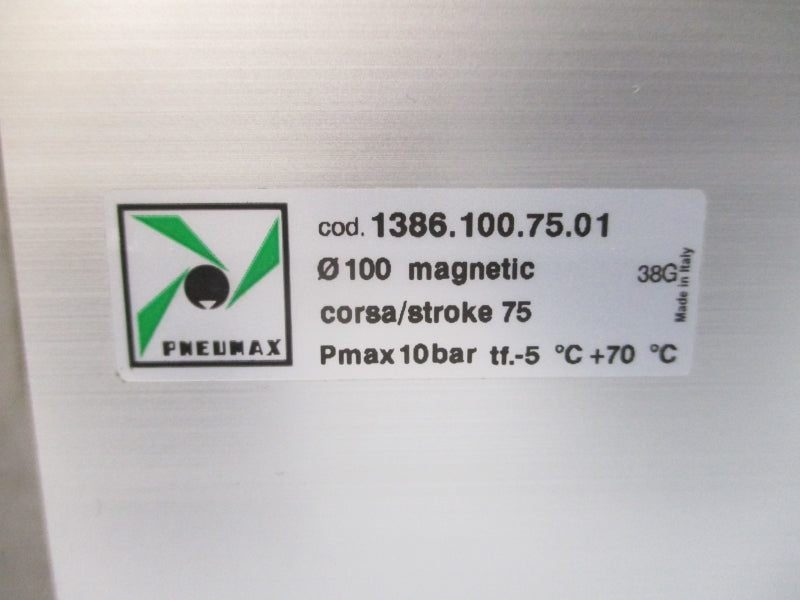 PNEUMAX
cod. 1386.100.75.01
Ø 100 magnetic
38G
Made in Italy
corsa/stroke 75
Pmax 10 bar tf.-5 °C +70 °C